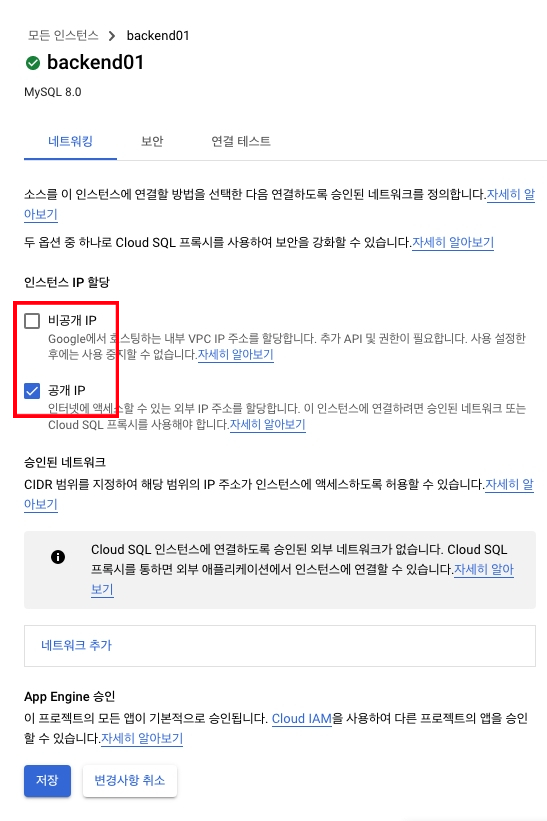 모든 인스턴스 > backend01
backend01
MySQL 8.0
네트워킹 보안 연결 테스트
소스를 이 인스턴스에 연결할 방법을 선택한 다음 연결하도록 승인된 네트워크를 정의합니다.자세히 알
아보기
두 옵션 중 하나로 Cloud SQL 프록시를 사용하여 보안을 강화할 수 있습니다.자세히 알아보기
인스턴스 IP 할당
비공개 IP
Google에서 호스팅하는 내부 VPC IP 주소를 할당합니다. 추가 API 및 권한이 필요합니다. 사용 설정한
후에는 사용 중지할 수 없습니다.자세히 알아보기
공개 IP
인터넷에 액세스할 수 있는 외부 IP 주소를 할당합니다. 이 인스턴스에 연결하려면 승인된 네트워크 또는
Cloud SQL 프록시를 사용해야 합니다.자세히 알아보기
승인된 네트워크
CIDR 범위를 지정하여 해당 범위의 IP 주소가 인스턴스에 액세스하도록 허용할 수 있습니다.자세히 알
아보기
Cloud SQL 인스턴스에 연결하도록 승인된 외부 네트워크가 없습니다. Cloud SQL
프록시를 통하면 외부 애플리케이션에서 인스턴스에 연결할 수 있습니다.자세히 알아
보기
네트워크 추가
App Engine 승인
이 프로젝트의 모든 앱이 기본적으로 승인됩니다. Cloud IAM을 사용하여 다른 프로젝트의 앱을 승인
할 수 있습니다.자세히 알아보기
저장 변경사항 취소